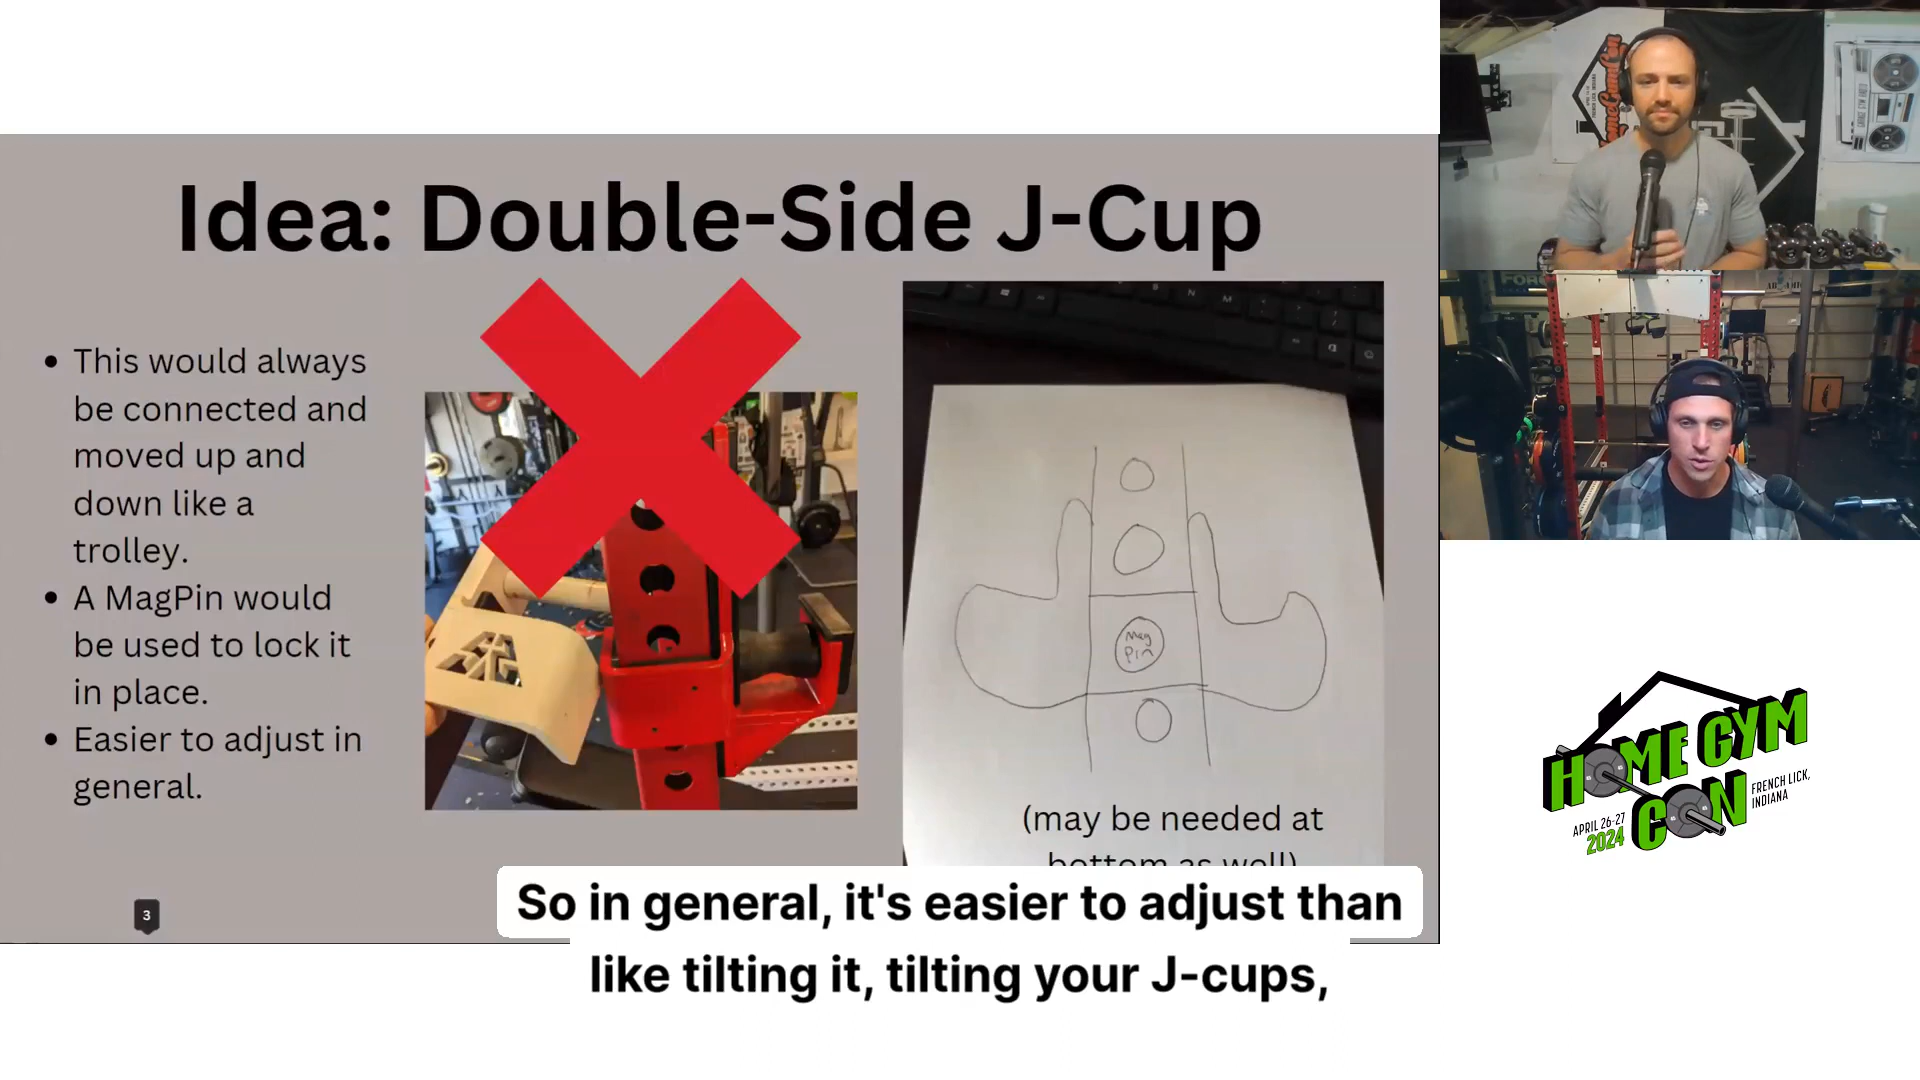 Idea: Double-Side J-Cup
• This would always
be connected and
moved up and
down like a
trolley.
• A MagPin would
be used to lock it
in place.
• Easier to adjust in
general.
Mag
Pin
(may be needed at
bottom as well)
3
So in general, it's easier to adjust than
like tilting it, tilting your J-cups,
HOME GYM
CON
FRENCH LICK,
INDIANA
APRIL 26-27
2024